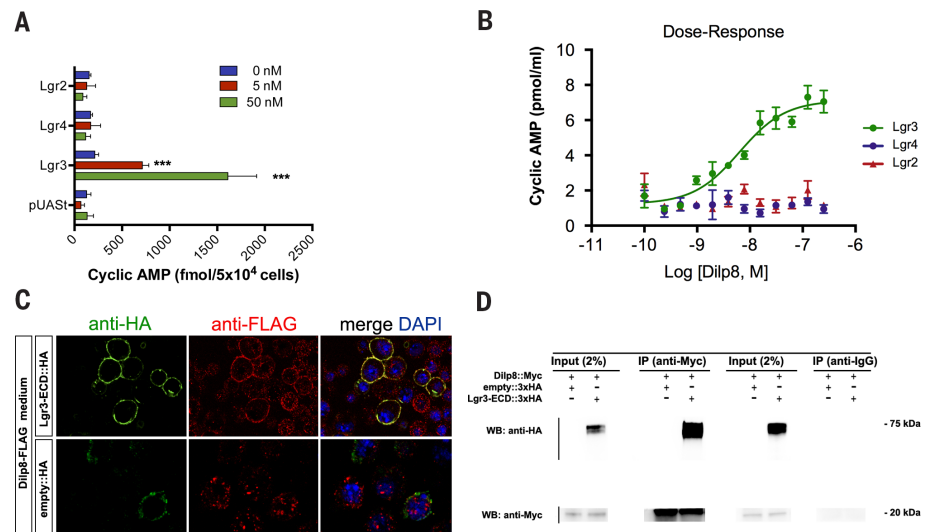 A
0 nM
5 nM
50 nM
Lgr2
Lgr4
Lgr3
pUASt
***
***
0
500
1000
1500
2000
2500
Cyclic AMP (fmol/5x10⁴ cells)
B
Dose-Response
Cyclic AMP (pmol/ml)
10
8
6
4
2
0
-11
-10
-9
-8
-7
-6
Log [Dilp8, M]
Lgr3
Lgr4
Lgr2
C
anti-HA anti-FLAG merge DAPI
Dilp8-FLAG medium
Lgr3-ECD::HA
empty::HA
D
Input (2%) IP (anti-Myc) Input (2%) IP (anti-IgG)
Dilp8::Myc + + + + + + + +
empty::3xHA + - + - + - + -
Lgr3-ECD::3xHA - + - + - + - +
WB: anti-HA
- 75 kDa
WB: anti-Myc
- 20 kDa